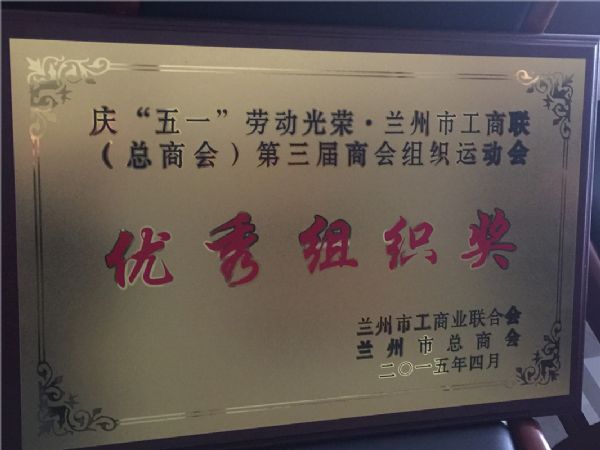 庆“五一”劳动光荣·兰州市工商联
（总商会）第三届商会组织运动会
优秀组织奖
兰州市工商业联合会
兰州市总商会
二〇一五年四月